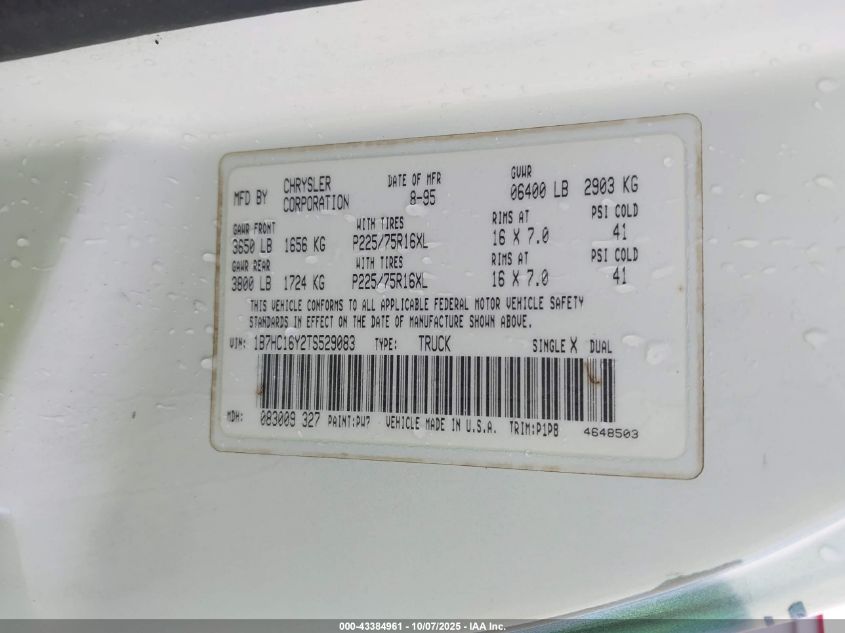 MFD BY CHRYSLER CORPORATION DATE OF MFR 8-95 GVWR 06400 LB 2903 KG
GAWR FRONT WITH TIRES RIMS AT PSI COLD
3650 LB 1656 KG P225/75R16XL 16 X 7.0 41
GAWR REAR WITH TIRES RIMS AT PSI COLD
3800 LB 1724 KG P225/75R16XL 16 X 7.0 41
THIS VEHICLE CONFORMS TO ALL APPLICABLE FEDERAL MOTOR VEHICLE SAFETY
STANDARDS IN EFFECT ON THE DATE OF MANUFACTURE SHOWN ABOVE.
VIN: 1B7HC16Y2TS529083 TYPE: TRUCK SINGLE X DUAL
MDH: 083009 327 PAINT:PW7 VEHICLE MADE IN U.S.A. TRIM:P1P8 4648503
000-43384961 - 10/07/2025 - IAA Inc.